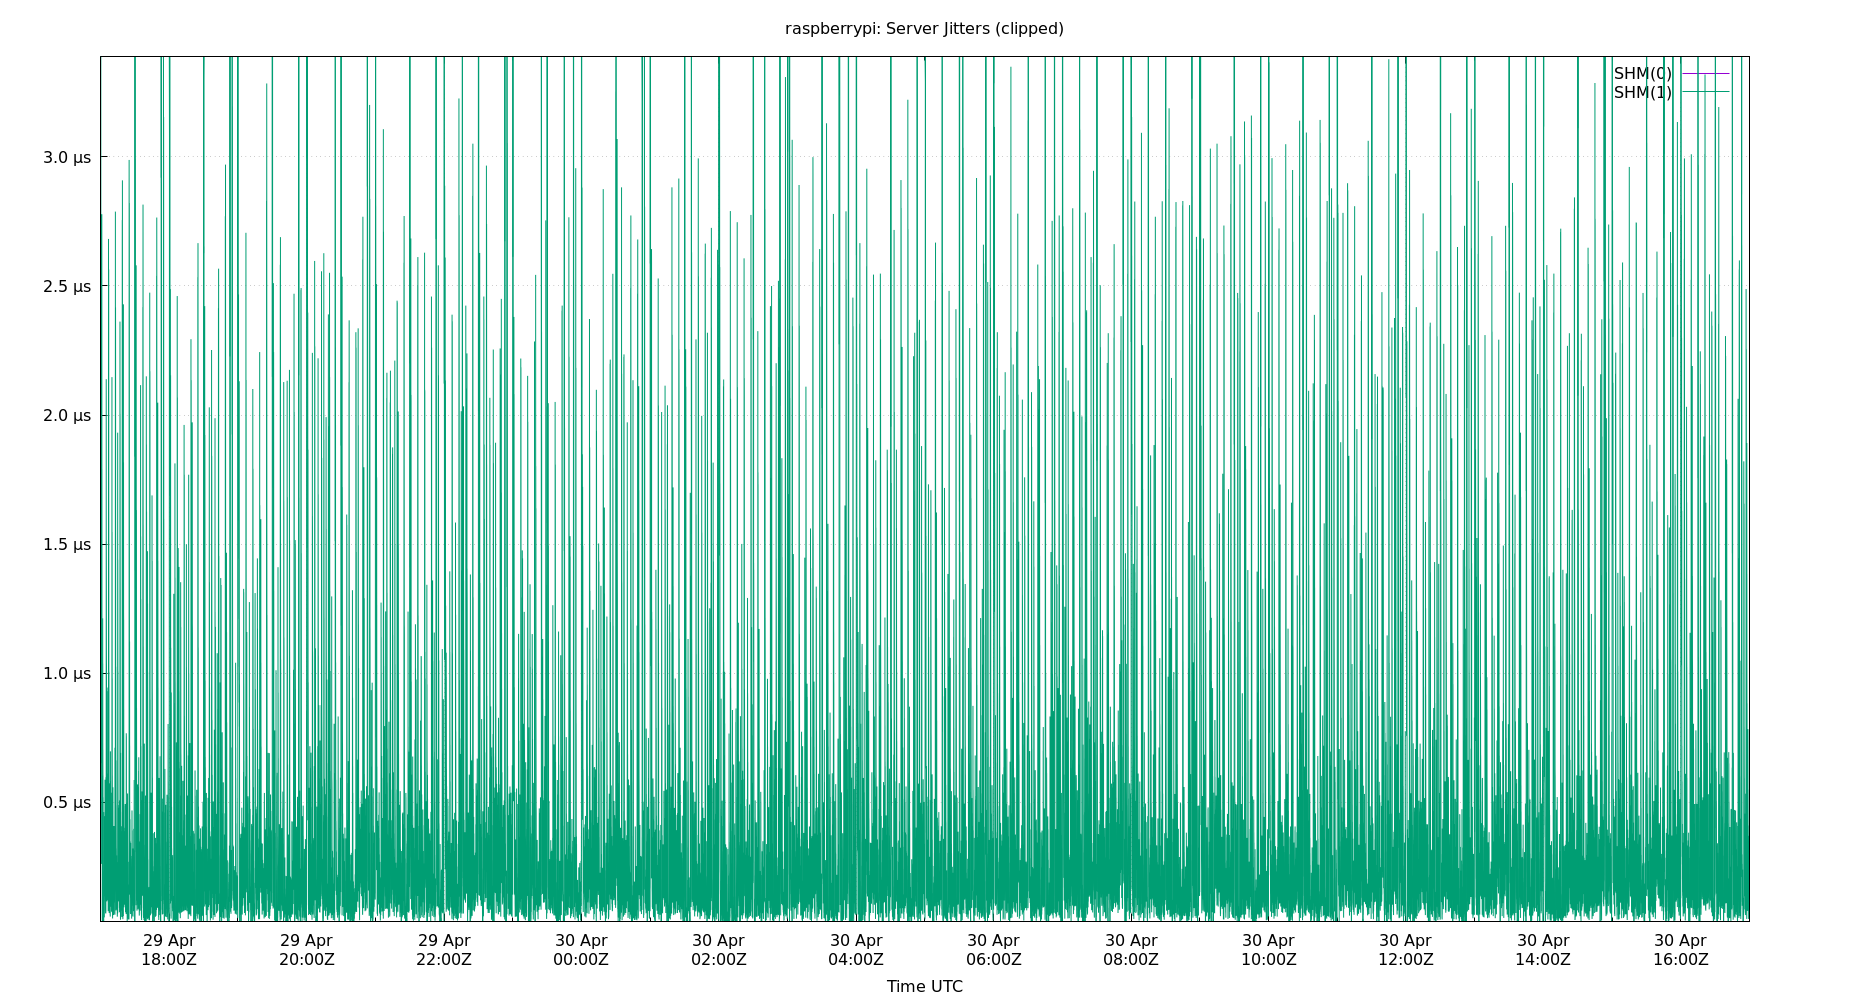 raspberrypi: Server Jitters (clipped)
SHM(0)
SHM(1)
3.0 µs
2.5 µs
2.0 µs
1.5 µs
1.0 µs
0.5 µs
29 Apr 29 Apr 29 Apr 30 Apr 30 Apr 30 Apr 30 Apr 30 Apr 30 Apr 30 Apr 30 Apr 30 Apr
18:00Z 20:00Z 22:00Z 00:00Z 02:00Z 04:00Z 06:00Z 08:00Z 10:00Z 12:00Z 14:00Z 16:00Z
Time UTC